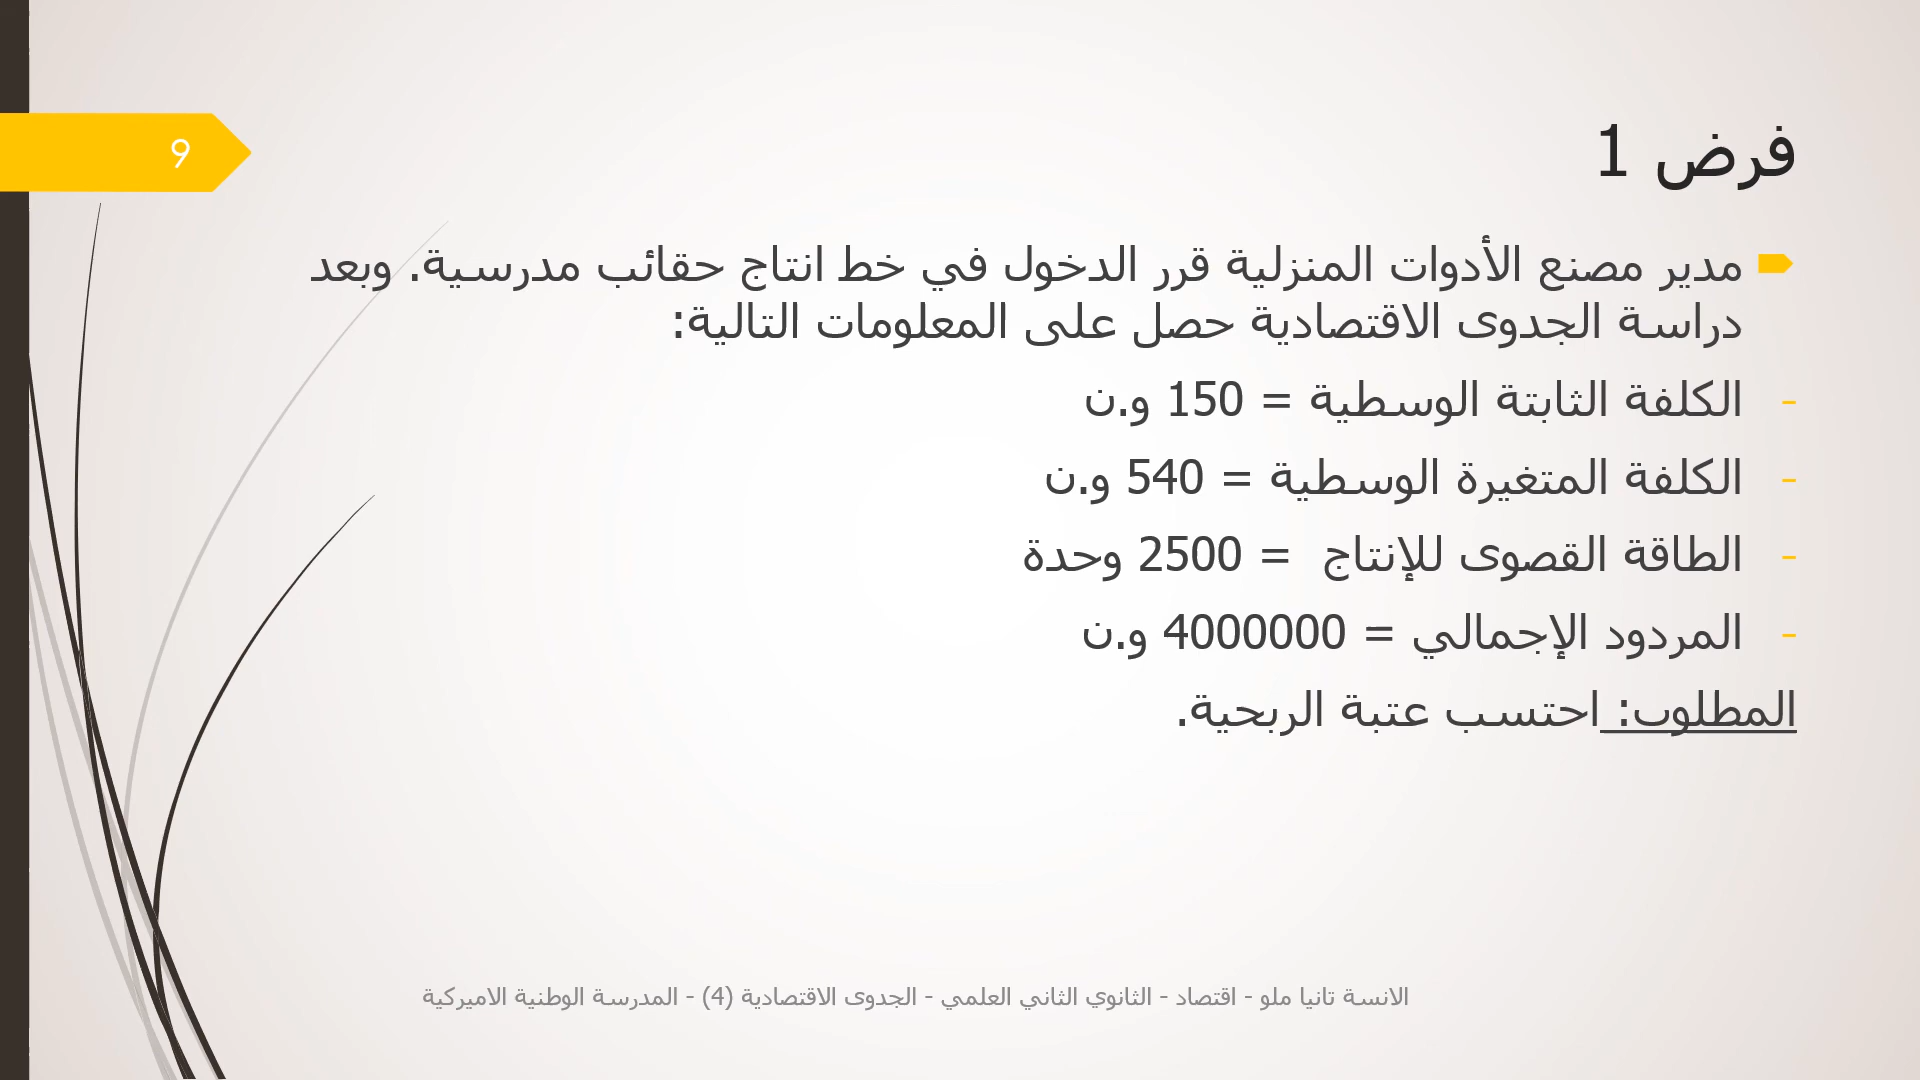 فرض 1
9
مدير مصنع الأدوات المنزلية قرر الدخول في خط انتاج حقائب مدرسية. وبعد
دراسة الجدوى الاقتصادية حصل على المعلومات التالية:
- الكلفة الثابتة الوسطية = 150 و.ن
- الكلفة المتغيرة الوسطية = 540 و.ن
- الطاقة القصوى للإنتاج = 2500 وحدة
- المردود الإجمالي = 4000000 و.ن
المطلوب: احتسب عتبة الربحية.
الانسة تانيا ملو - اقتصاد - الثانوي الثاني العلمي - الجدوى الاقتصادية (4) - المدرسة الوطنية الاميركية